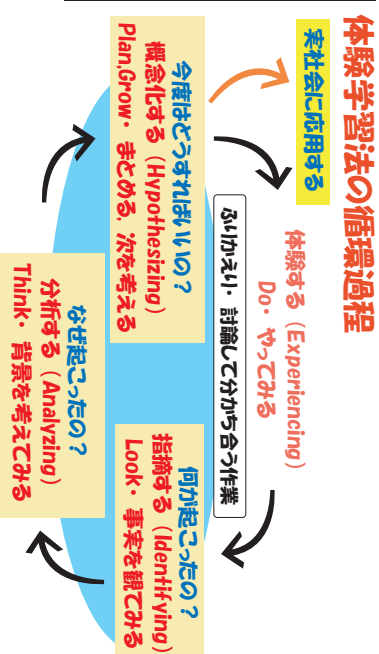 体験学習法の循環過程
実社会に応用する
体験する（Experiencing）
Do・やってみる
ふりかえり・討論して分かち合う作業
何が起こったの？
指摘する（Identifying）
Look・事実を観てみる
なぜ起こったの？
分析する（Analyzing）
Think・背景を考えてみる
今度はどうすればいいの？
概念化する（Hypothesizing）
Plan,Grow・まとめる，次を考える